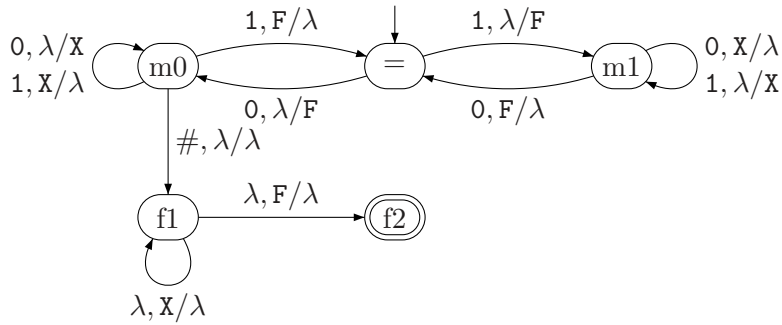 1, F/λ
1, λ/F
0, λ/X
1, X/λ
m0
=
m1
0, X/λ
1, λ/X
0, λ/F
0, F/λ
#, λ/λ
f1
λ, F/λ
f2
λ, X/λ